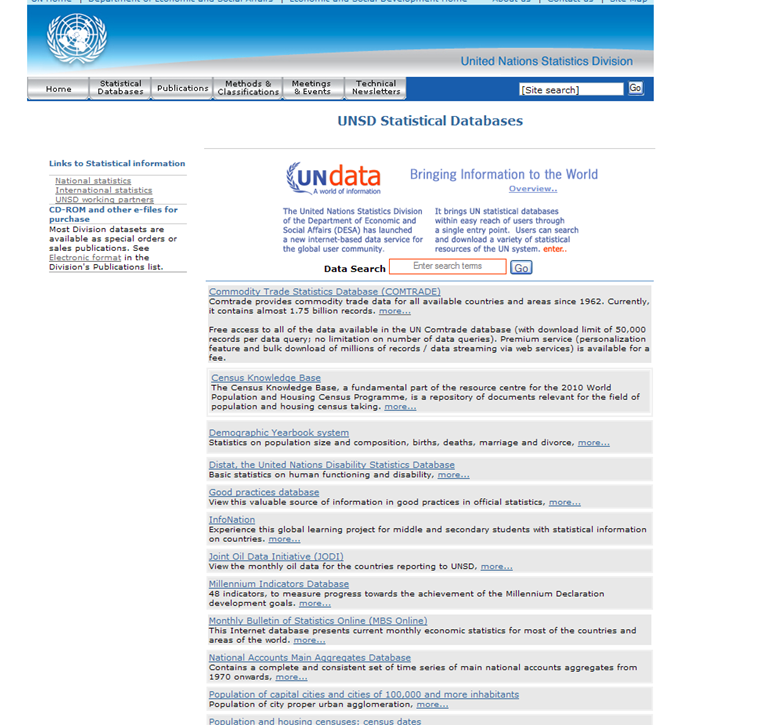 UN Home | Department of Economic and Social Affairs | Economic and Social Development Home About us | Contact us | Site Map
United Nations Statistics Division
Home Statistical Databases Publications Methods & Classifications Meetings & Events Technical Newsletters [Site search] Go
UNSD Statistical Databases
Links to Statistical information
National statistics
International statistics
UNSD working partners
CD-ROM and other e-files for
purchase
Most Division datasets are
available as special orders or
sales publications. See
Electronic format in the
Division's Publications list.
UNdata
A world of information
Bringing Information to the World
Overview..
The United Nations Statistics Division
of the Department of Economic and
Social Affairs (DESA) has launched
a new internet-based data service for
the global user community.
It brings UN statistical databases
within easy reach of users through
a single entry point. Users can search
and download a variety of statistical
resources of the UN system. enter..
Data Search Enter search terms Go
Commodity Trade Statistics Database (COMTRADE)
Comtrade provides commodity trade data for all available countries and areas since 1962. Currently,
it contains almost 1.75 billion records. more...
Free access to all of the data available in the UN Comtrade database (with download limit of 50,000
records per data query; no limitation on number of data queries). Premium service (personalization
feature and bulk download of millions of records / data streaming via web services) is available for a
fee.
Census Knowledge Base
The Census Knowledge Base, a fundamental part of the resource centre for the 2010 World
Population and Housing Census Programme, is a repository of documents relevant for the field of
population and housing census taking. more...
Demographic Yearbook system
Statistics on population size and composition, births, deaths, marriage and divorce, more...
Distat, the United Nations Disability Statistics Database
Basic statistics on human functioning and disability, more...
Good practices database
View this valuable source of information in good practices in official statistics, more...
InfoNation
Experience this global learning project for middle and secondary students with statistical information
on countries. more...
Joint Oil Data Initiative (JODI)
View the monthly oil data for the countries reporting to UNSD, more...
Millennium Indicators Database
48 indicators, to measure progress towards the achievement of the Millennium Declaration
development goals. more...
Monthly Bulletin of Statistics Online (MBS Online)
This Internet database presents current monthly economic statistics for most of the countries and
areas of the world. more...
National Accounts Main Aggregates Database
Contains a complete and consistent set of time series of main national accounts aggregates from
1970 onwards, more...
Population of capital cities and cities of 100,000 and more inhabitants
Population of city proper urban agglomeration, more...
Population and housing censuses: census dates